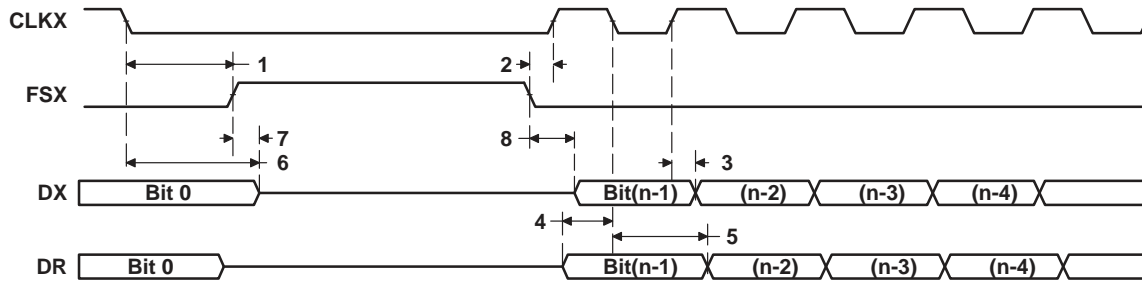 CLKX
1
2
FSX
7
8
6
3
DX
Bit 0
Bit(n-1)
(n-2)
(n-3)
(n-4)
4
5
DR
Bit 0
Bit(n-1)
(n-2)
(n-3)
(n-4)